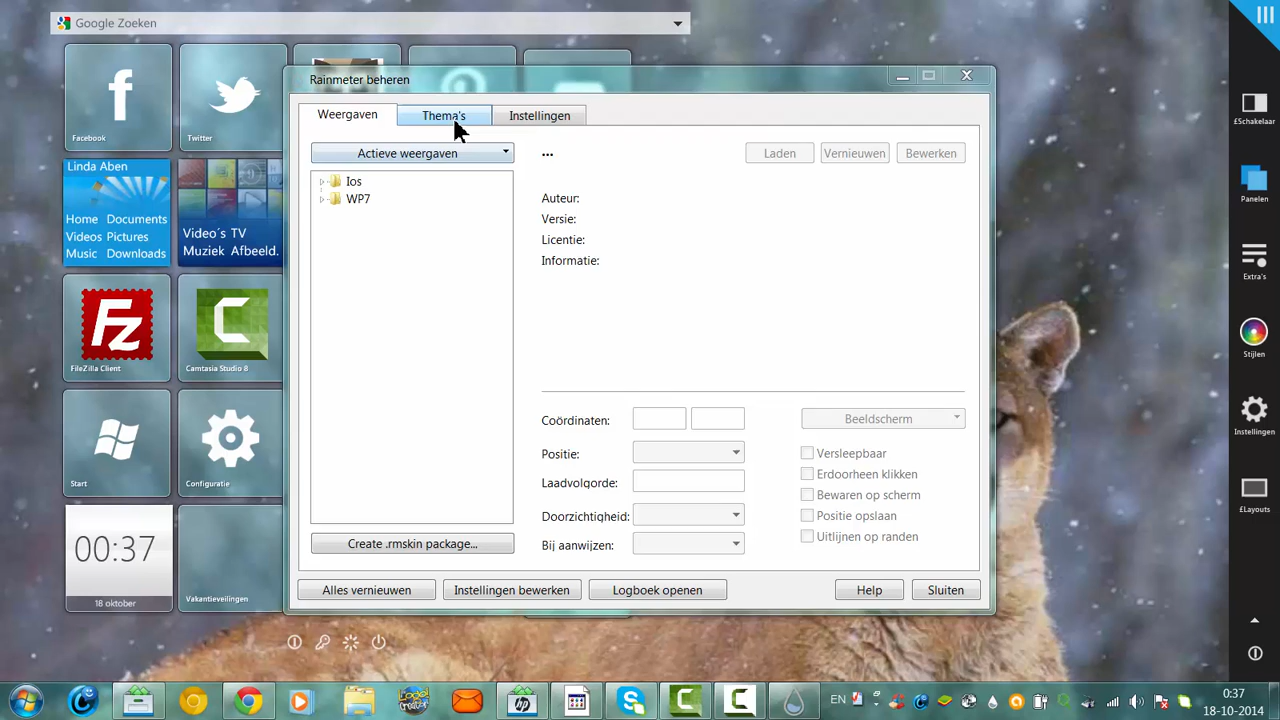 Google Zoeken
Facebook
Twitter
Linda Aben
Home Documents
Videos Pictures
Music Downloads
Video´s TV
Muziek Afbeeld.
FileZilla Client
Camtasia Studio 8
Start
Configuratie
00:37
18 oktober
Vakantieveilingen
Rainmeter beheren
Weergaven
Thema's
Instellingen
Actieve weergaven
Ios
WP7
Create .rmskin package...
...
Laden
Vernieuwen
Bewerken
Auteur:
Versie:
Licentie:
Informatie:
Coördinaten:
Beeldscherm
Positie:
Versleepbaar
Laadvolgorde:
Erdoorheen klikken
Bewaren op scherm
Doorzichtigheid:
Positie opslaan
Bij aanwijzen:
Uitlijnen op randen
Alles vernieuwen
Instellingen bewerken
Logboek openen
Help
Sluiten
£Schakelaar
Panelen
Extra's
Stijlen
Instellingen
£Layouts
EN
0:37
18-10-2014